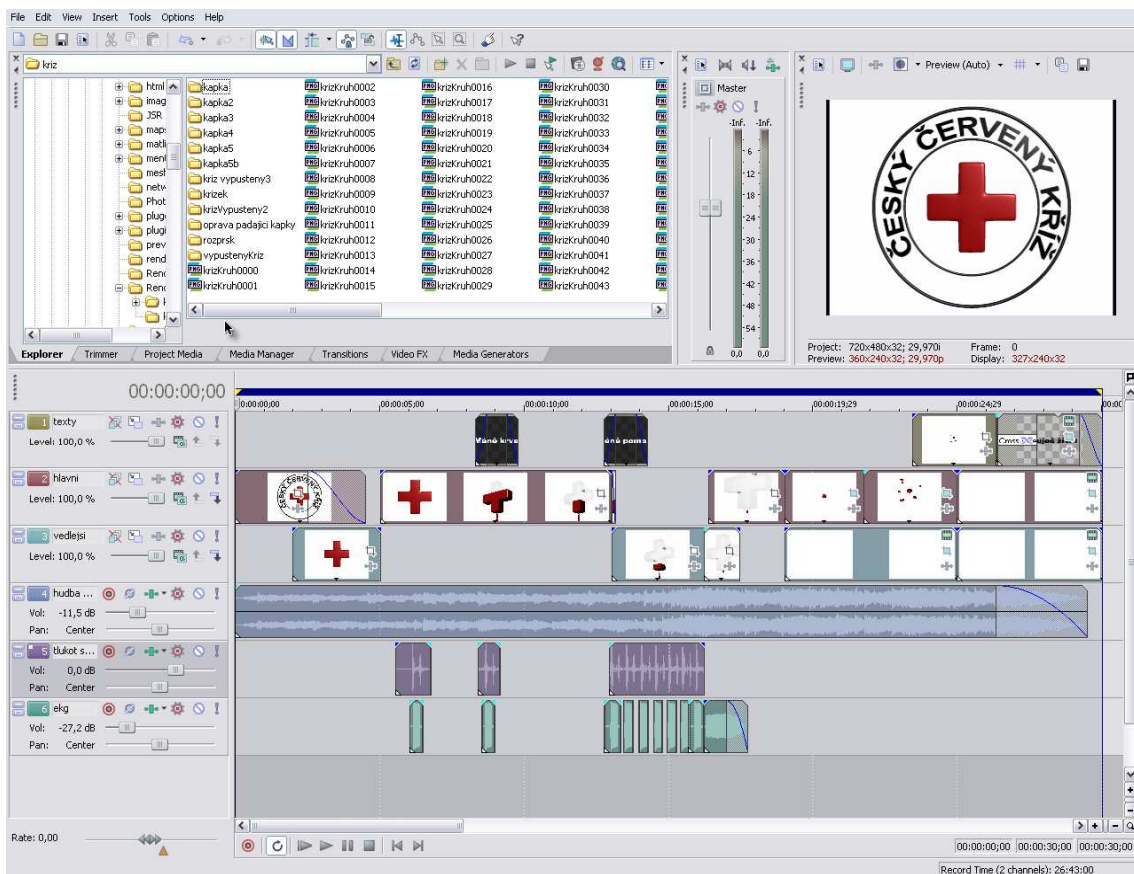 File Edit View Insert Tools Options Help
kriz
Preview (Auto)
html
imag
JSR
map:
matli
ment
mesl
netw
Phot
plug
plugi
prev
rend
Rend
Rend
kapka
kapka2
kapka3
kapka4
kapka5
kapka5b
kriz vypusteny3
krizek
krizVypusteny2
oprava padajici kapky
rozprsk
vypustenyKriz
krizKruh0000
krizKruh0001
krizKruh0002
krizKruh0003
krizKruh0004
krizKruh0005
krizKruh0006
krizKruh0007
krizKruh0008
krizKruh0009
krizKruh0010
krizKruh0011
krizKruh0012
krizKruh0013
krizKruh0014
krizKruh0015
krizKruh0016
krizKruh0017
krizKruh0018
krizKruh0019
krizKruh0020
krizKruh0021
krizKruh0022
krizKruh0023
krizKruh0024
krizKruh0025
krizKruh0026
krizKruh0027
krizKruh0028
krizKruh0029
krizKruh0030
krizKruh0031
krizKruh0032
krizKruh0033
krizKruh0034
krizKruh0035
krizKruh0036
krizKruh0037
krizKruh0038
krizKruh0039
krizKruh0040
krizKruh0041
krizKruh0042
krizKruh0043
Explorer Trimmer Project Media Media Manager Transitions Video FX Media Generators
Master
-Inf. -Inf.
- 6 -
-12-
-18-
-24-
-30-
-36-
-42-
-48-
-54-
0,0 0,0
ČESKÝ ČERVENÝ KŘÍŽ
Project: 720x480x32; 29,970i Frame: 0
Preview: 360x240x32; 29,970p Display: 327x240x32
00:00:00;00
00:00:00;00 00:00:05;00 00:00:10;00 00:00:15;00 00:00:19;29 00:00:24;29 00:00
1 texty
Level: 100,0 %
2 hlavni
Level: 100,0 %
ČESKÝ ČERVENÝ KŘÍŽ
3 vedlejsi
Level: 100,0 %
4 hudba ...
Vol: -11,5 dB
Pan: Center
5 tlukot s...
Vol: 0,0 dB
Pan: Center
6 ekg
Vol: -27,2 dB
Pan: Center
Rate: 0,00
00:00:00;00 00:00:30;00 00:00:30;00
Record Time (2 channels): 26:43:00